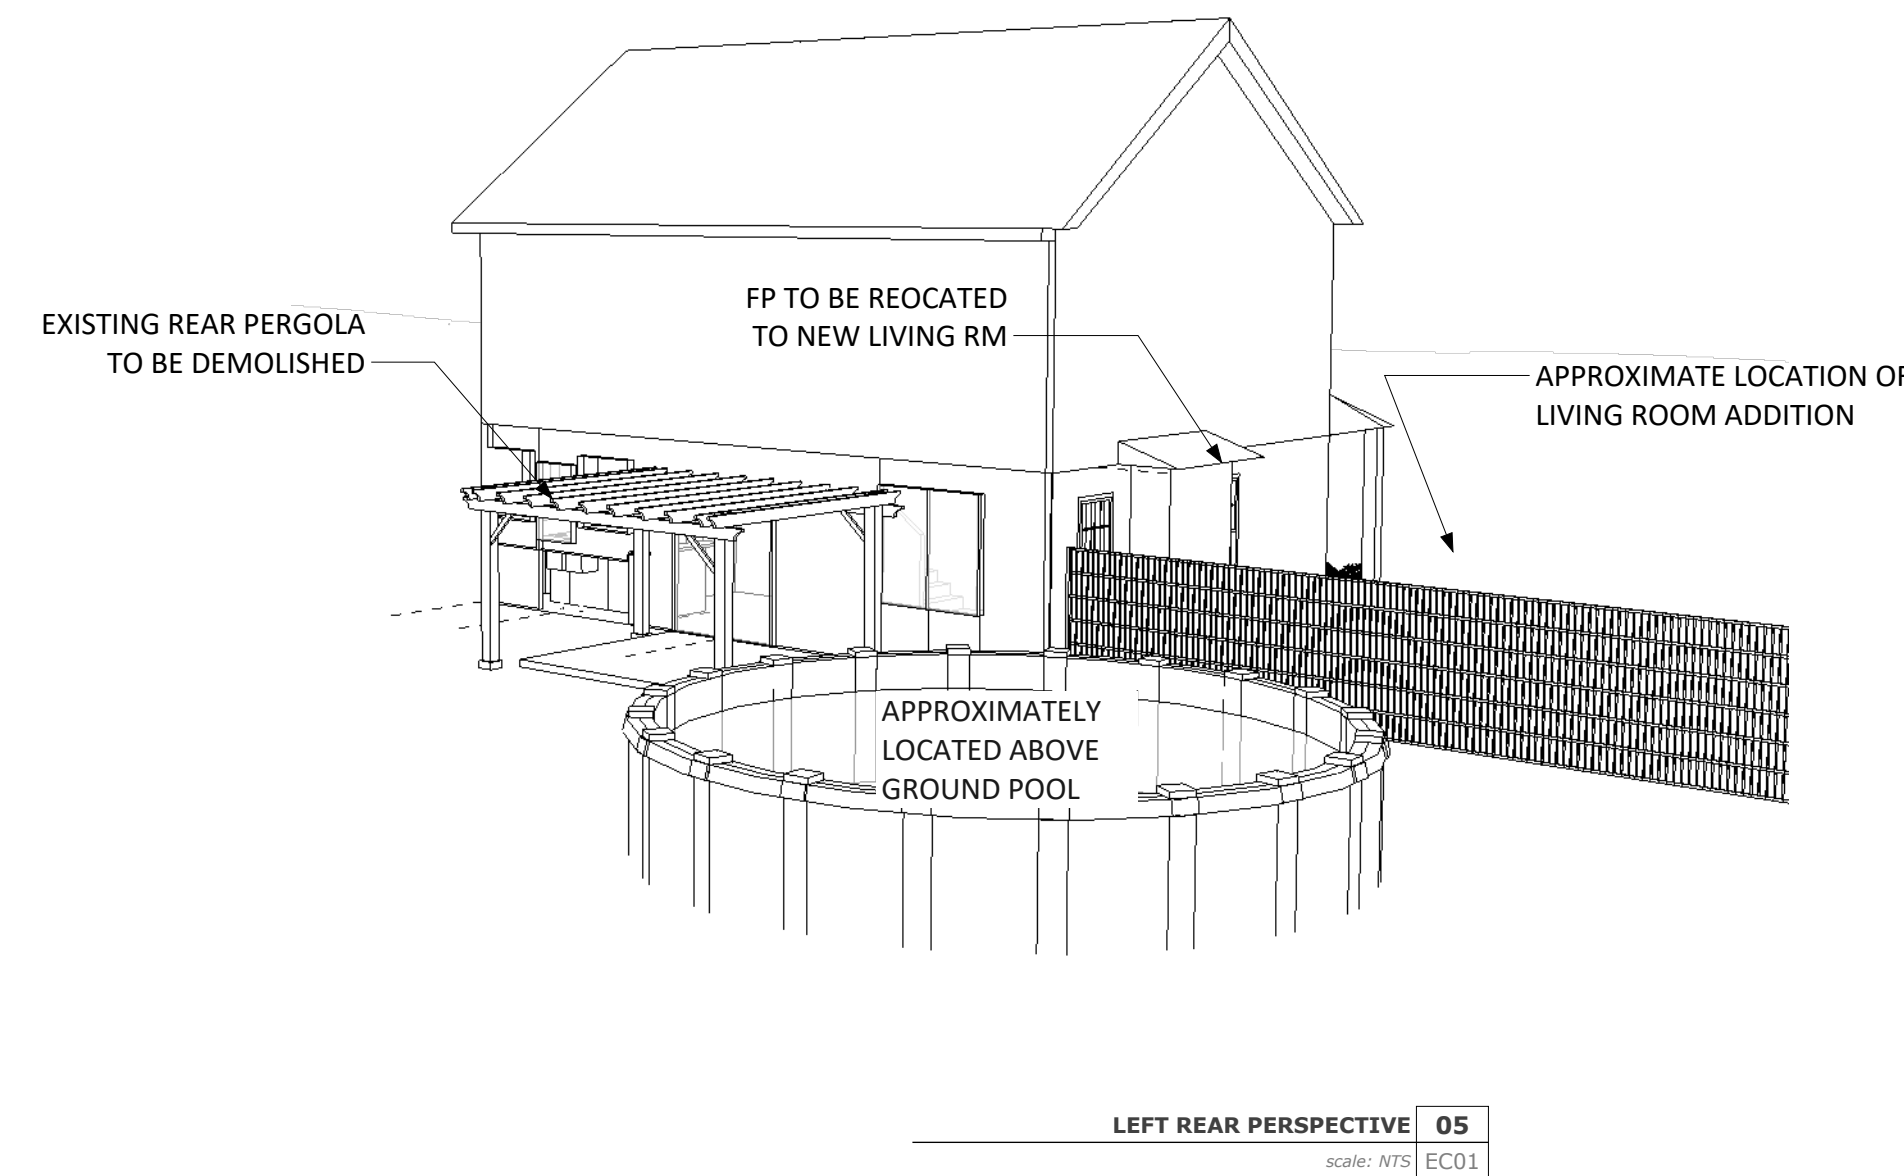 EXISTING REAR PERGOLA
TO BE DEMOLISHED
FP TO BE REOCATED
TO NEW LIVING RM
APPROXIMATE LOCATION OF
LIVING ROOM ADDITION
APPROXIMATELY
LOCATED ABOVE
GROUND POOL
LEFT REAR PERSPECTIVE 05
scale: NTS EC01